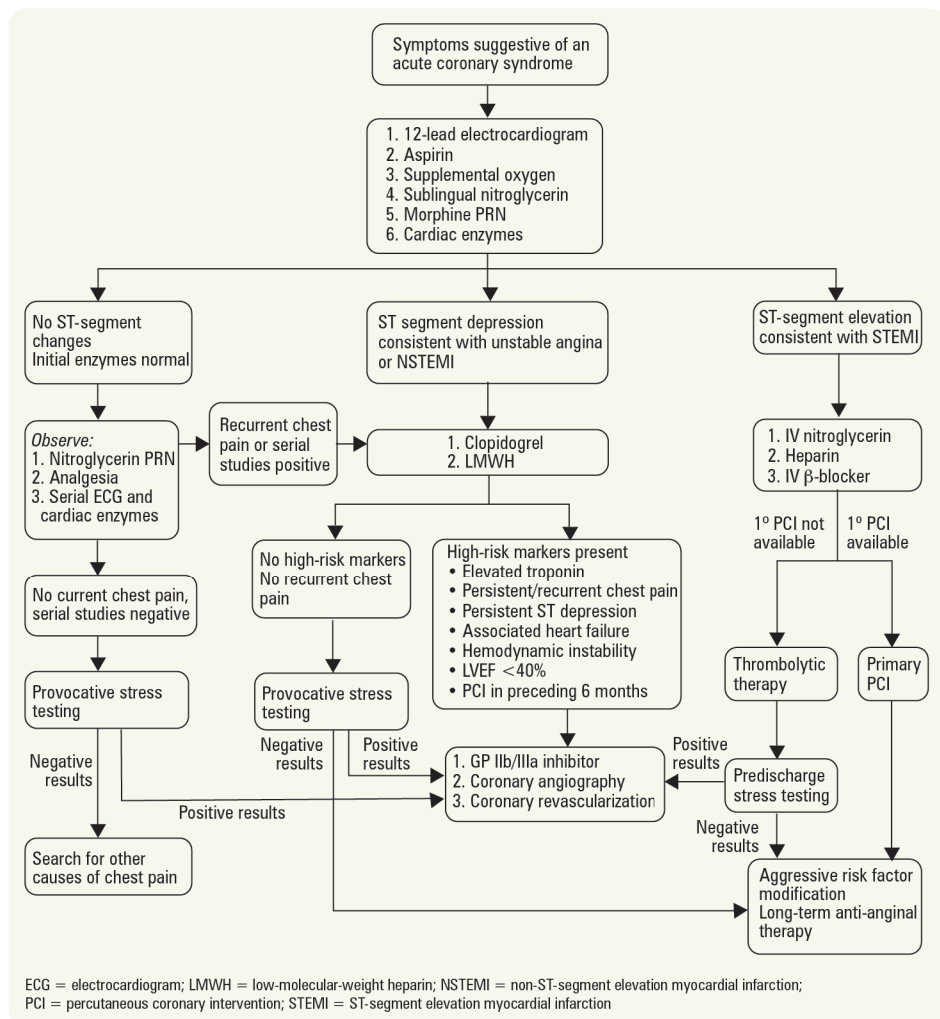 Symptoms suggestive of an
acute coronary syndrome
1. 12-lead electrocardiogram
2. Aspirin
3. Supplemental oxygen
4. Sublingual nitroglycerin
5. Morphine PRN
6. Cardiac enzymes
No ST-segment
changes
Initial enzymes normal
ST segment depression
consistent with unstable angina
or NSTEMI
ST-segment elevation
consistent with STEMI
Observe:
1. Nitroglycerin PRN
2. Analgesia
3. Serial ECG and
cardiac enzymes
Recurrent chest
pain or serial
studies positive
1. Clopidogrel
2. LMWH
1. IV nitroglycerin
2. Heparin
3. IV β-blocker
1º PCI not
available
1º PCI
available
No current chest pain,
serial studies negative
No high-risk markers
No recurrent chest
pain
High-risk markers present
• Elevated troponin
• Persistent/recurrent chest pain
• Persistent ST depression
• Associated heart failure
• Hemodynamic instability
• LVEF <40%
• PCI in preceding 6 months
Thrombolytic
therapy
Primary
PCI
Provocative stress
testing
Provocative stress
testing
Negative
results
Positive results
Negative
results
Positive
results
1. GP IIb/IIIa inhibitor
2. Coronary angiography
3. Coronary revascularization
Positive
results
Predischarge
stress testing
Negative
results
Search for other
causes of chest pain
Aggressive risk factor
modification
Long-term anti-anginal
therapy
ECG = electrocardiogram; LMWH = low-molecular-weight heparin; NSTEMI = non-ST-segment elevation myocardial infarction;
PCI = percutaneous coronary intervention; STEMI = ST-segment elevation myocardial infarction